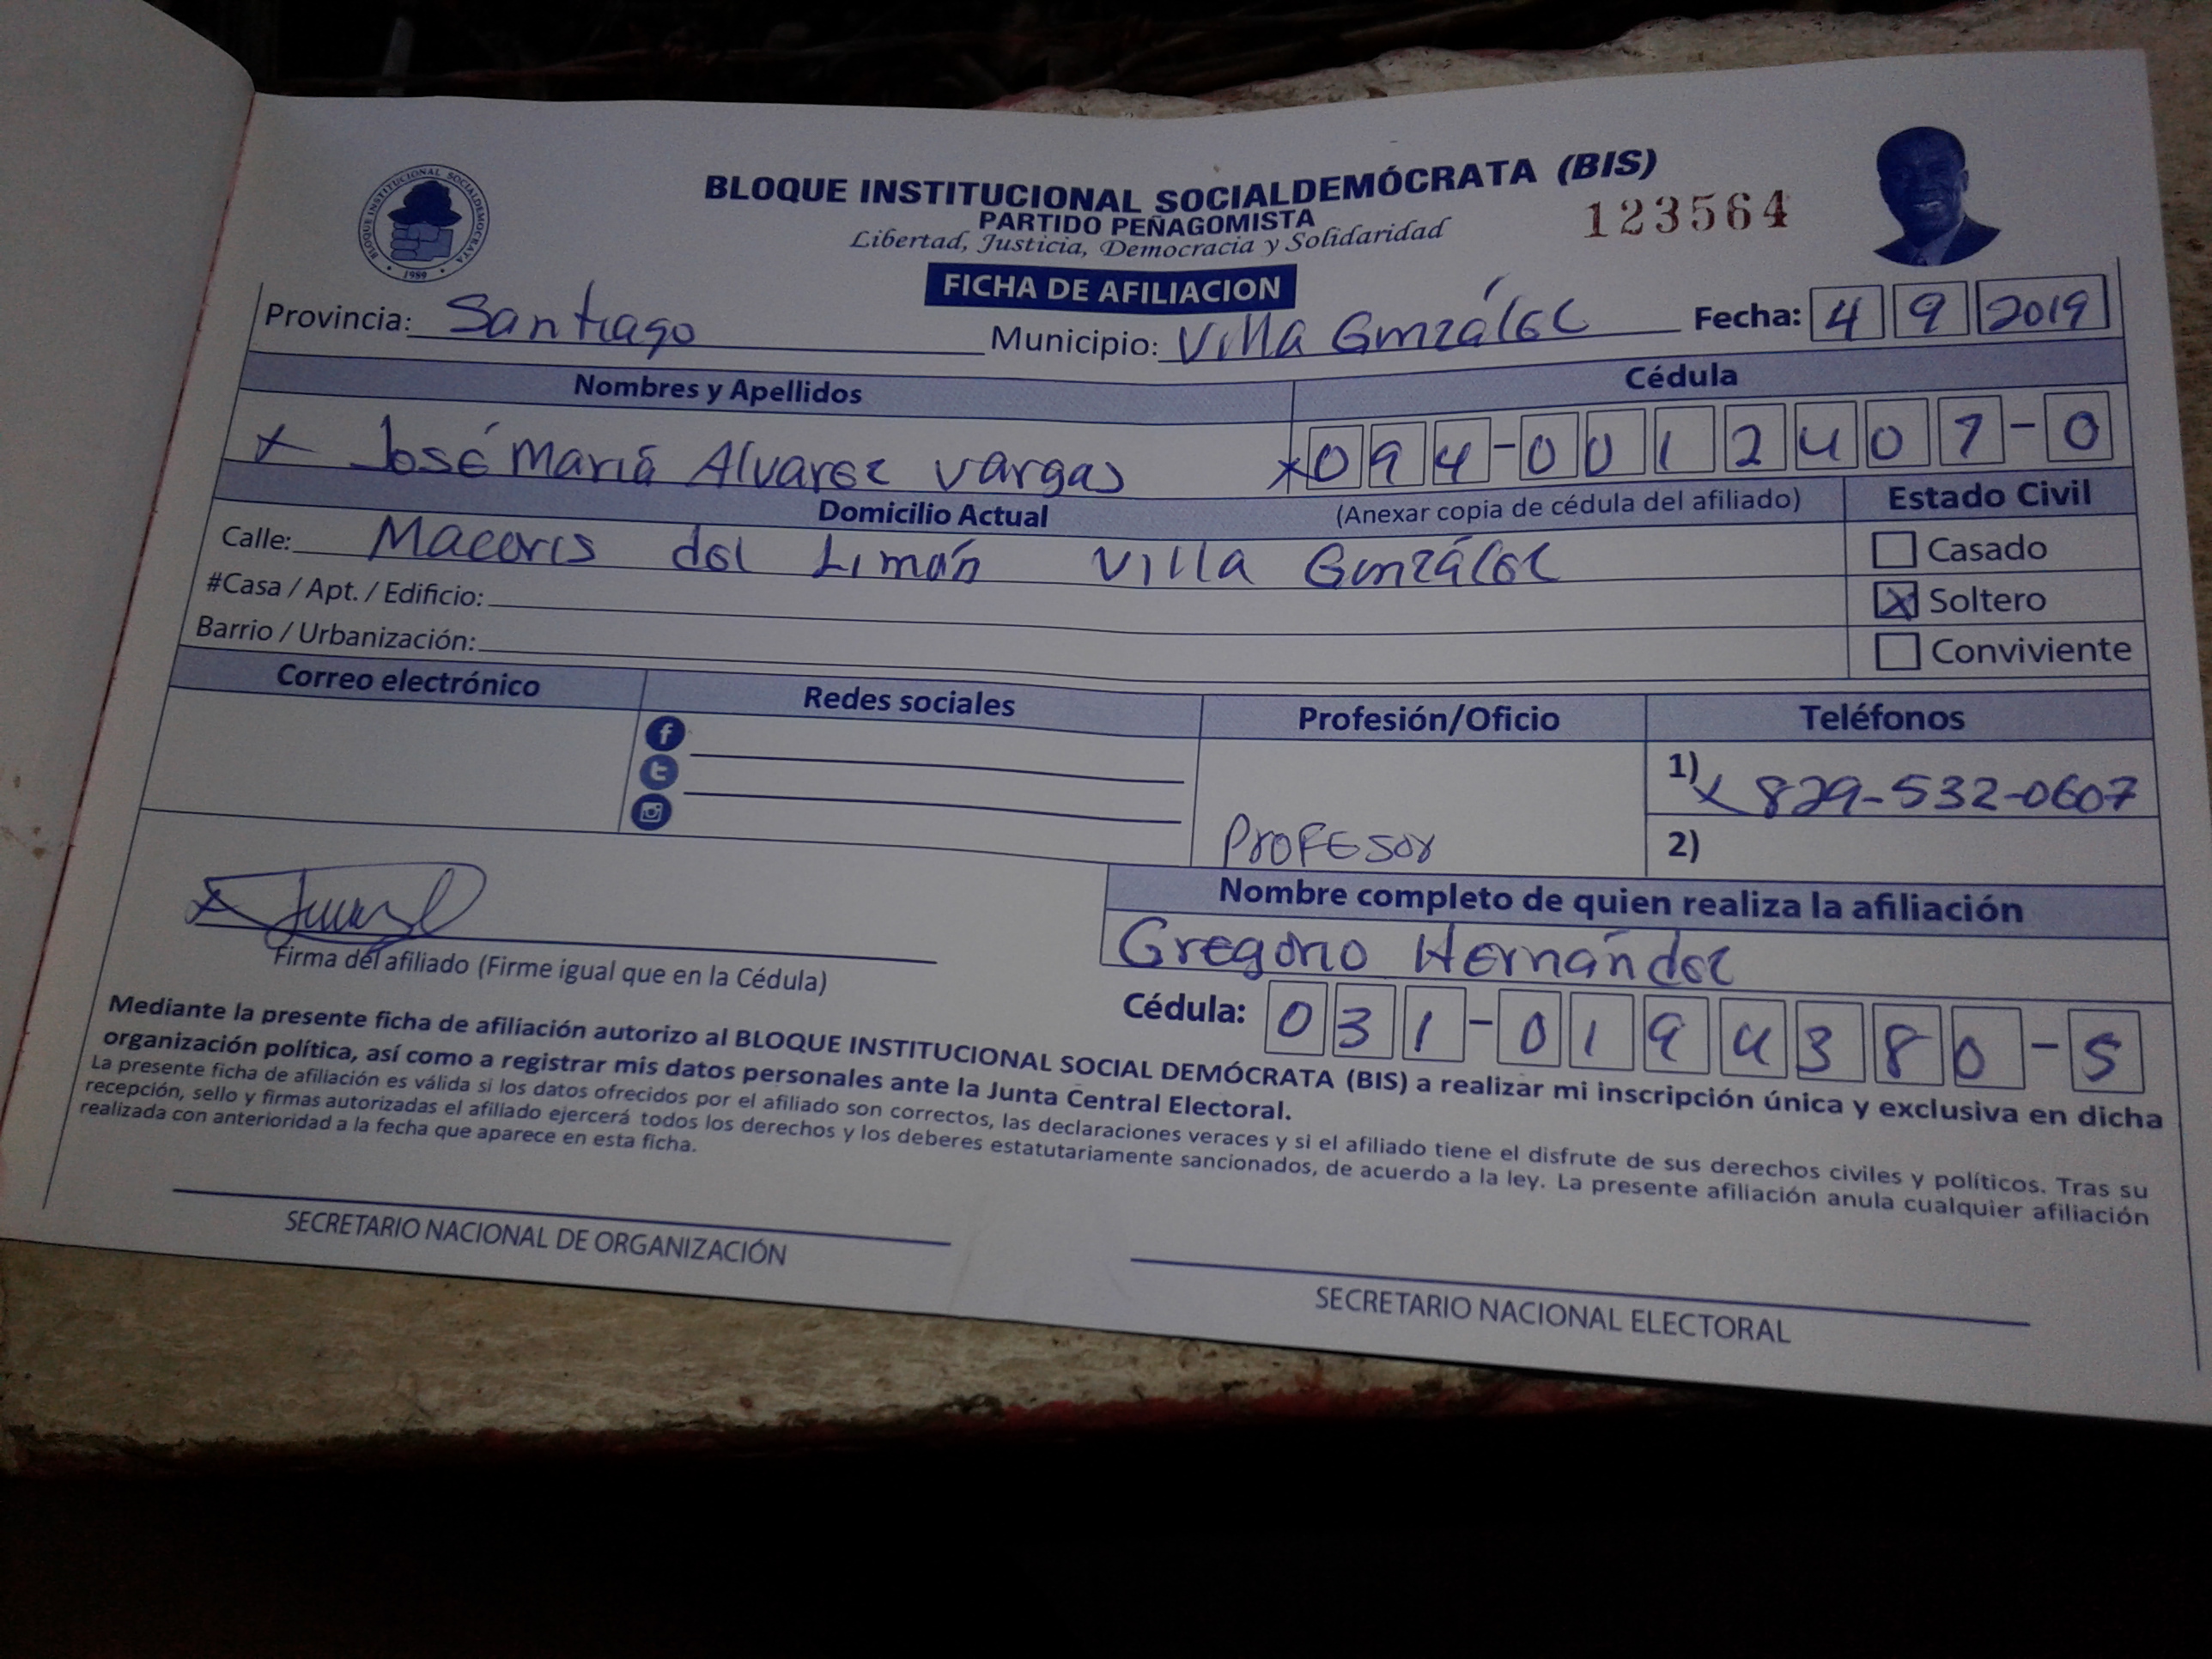 BLOQUE INSTITUCIONAL SOCIALDEMÓCRATA
1989
BLOQUE INSTITUCIONAL SOCIALDEMÓCRATA (BIS)
PARTIDO PEÑAGOMISTA
Libertad, Justicia, Democracia y Solidaridad
123564
FICHA DE AFILIACION
Provincia: Santiago Municipio: Villa González Fecha: 4 9 2019
Nombres y Apellidos Cédula
x José Maria Alvarez Vargas x 094-0012407-0
Domicilio Actual (Anexar copia de cédula del afiliado) Estado Civil
Calle: Macoris del Limón Villa González
Casado
#Casa / Apt. / Edificio:
x Soltero
Barrio / Urbanización:
Conviviente
Correo electrónico Redes sociales Profesión/Oficio Teléfonos
1) x 829-532-0607
Profesor
2)
Nombre completo de quien realiza la afiliación
Gregorio Hernández
Firma del afiliado (Firme igual que en la Cédula)
Cédula: 031-0194380-5
Mediante la presente ficha de afiliación autorizo al BLOQUE INSTITUCIONAL SOCIAL DEMÓCRATA (BIS) a realizar mi inscripción única y exclusiva en dicha
organización política, así como a registrar mis datos personales ante la Junta Central Electoral.
La presente ficha de afiliación es válida si los datos ofrecidos por el afiliado son correctos, las declaraciones veraces y si el afiliado tiene el disfrute de sus derechos civiles y políticos. Tras su
recepción, sello y firmas autorizadas el afiliado ejercerá todos los derechos y los deberes estatutariamente sancionados, de acuerdo a la ley. La presente afiliación anula cualquier afiliación
realizada con anterioridad a la fecha que aparece en esta ficha.
SECRETARIO NACIONAL DE ORGANIZACIÓN
SECRETARIO NACIONAL ELECTORAL